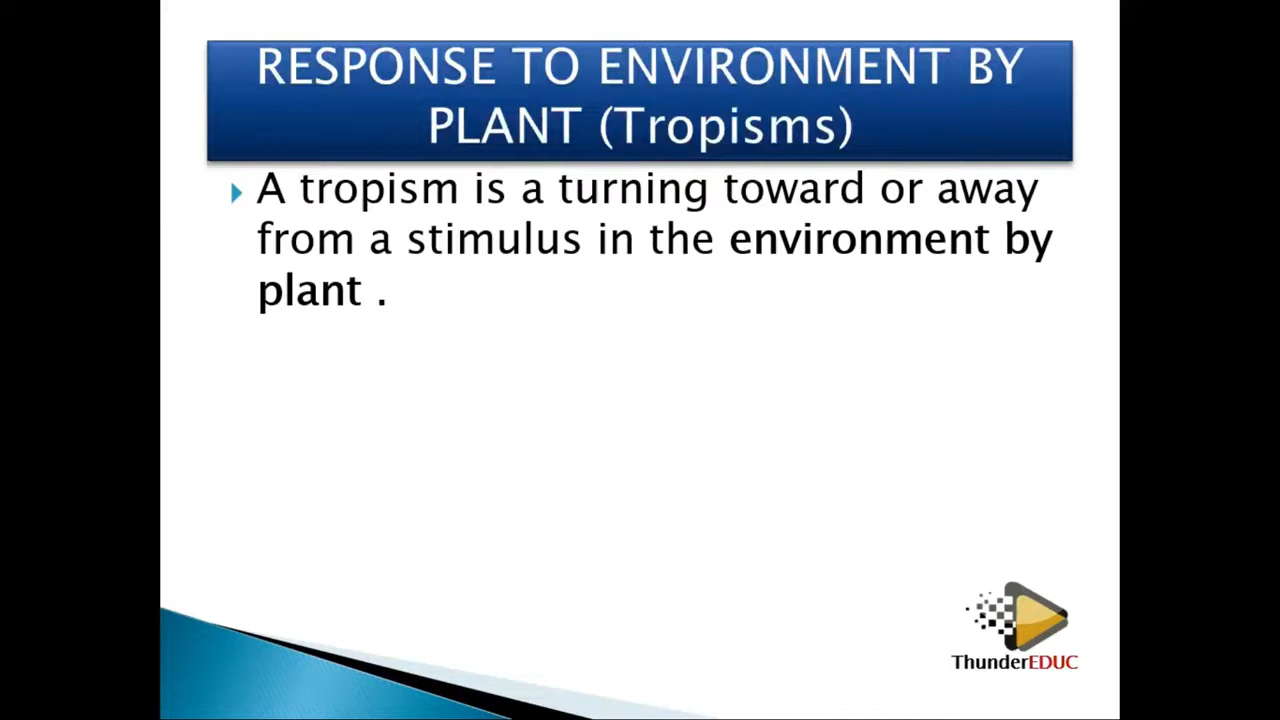 RESPONSE TO ENVIRONMENT BY
PLANT (Tropisms)
A tropism is a turning toward or away
from a stimulus in the environment by
plant .
ThunderEDUC